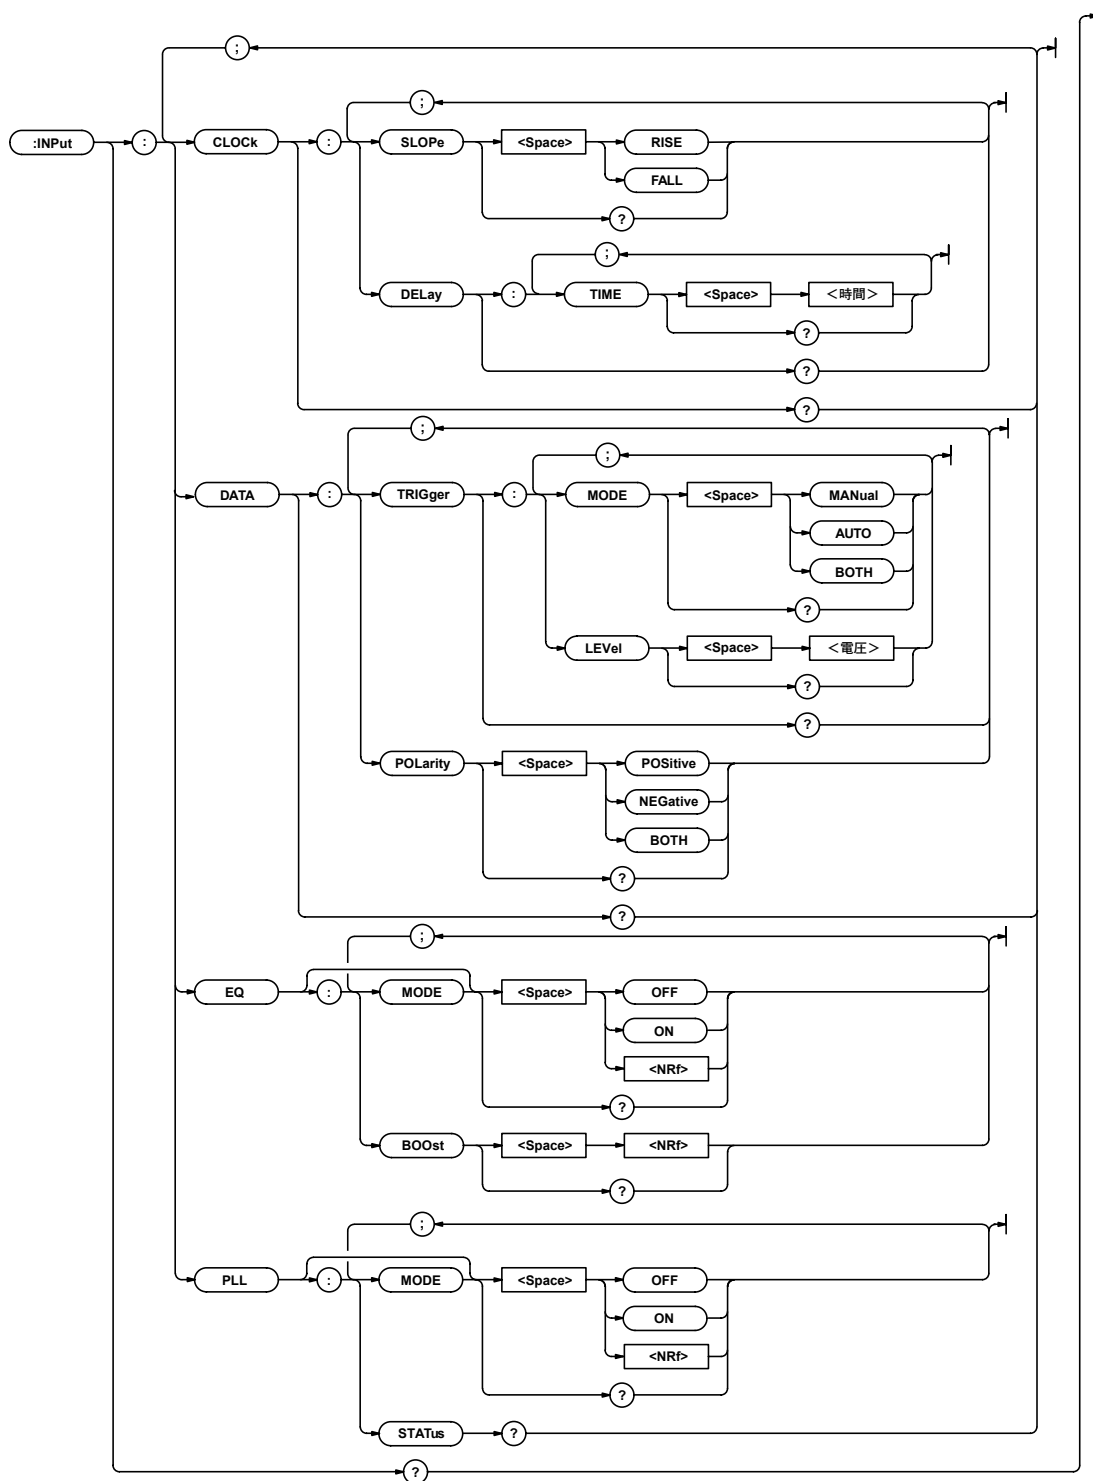 ;
;
:INPut : CLOCk : SLOPe <Space> RISE
FALL
?
;
DELay : TIME <Space> <時間>
?
?
?
;
;
DATA : TRIGger : MODE <Space> MANual
AUTO
BOTH
?
LEVel <Space> <電圧>
?
?
POLarity <Space> POSitive
NEGative
BOTH
?
?
;
EQ : MODE <Space> OFF
ON
<NRf>
?
BOOst <Space> <NRf>
?
;
PLL : MODE <Space> OFF
ON
<NRf>
?
STATus ?
?